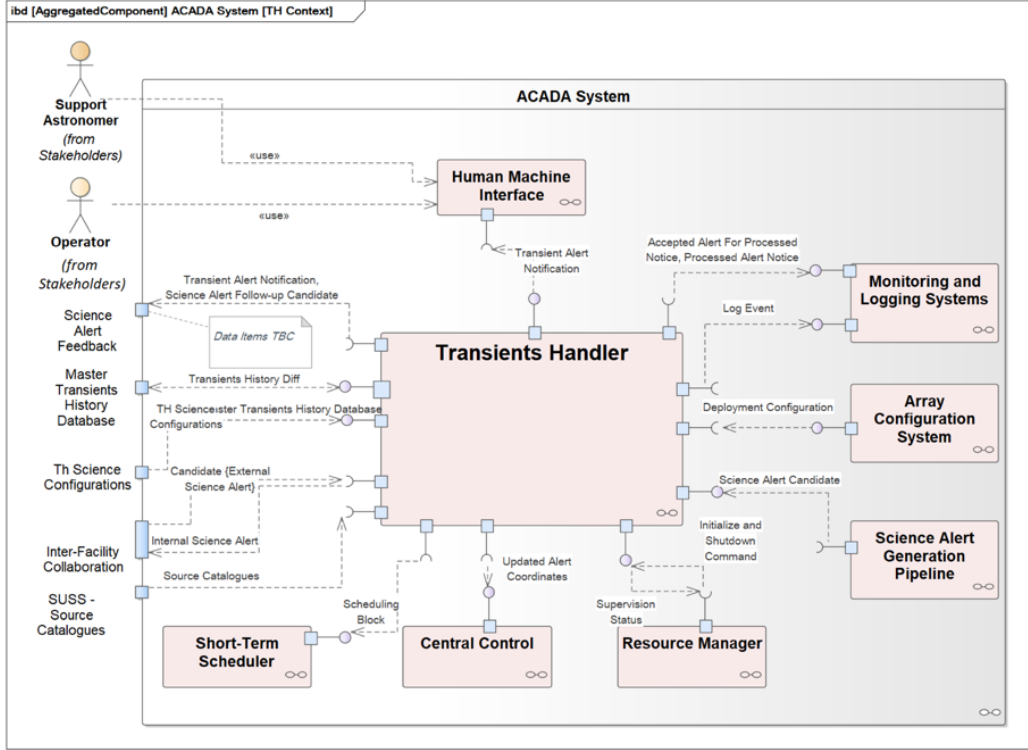 ibd [AggregatedComponent] ACADA System [TH Context]
ACADA System
Support
Astronomer
(from
Stakeholders)
«use»
Human Machine
Interface
«use»
Operator
(from
Stakeholders)
Transient Alert
Notification
Accepted Alert For Processed
Notice, Processed Alert Notice
Monitoring and
Logging Systems
Transient Alert Notification,
Science Alert Follow-up Candidate
Log Event
Science
Alert
Feedback
Data Items TBC
Transients Handler
Master
Transients
History
Database
Transients History Diff
TH Science
ster Transients History Database
Configurations
Deployment Configuration
Array
Configuration
System
Th Science
Configurations
Candidate {External
Science Alert}
Science Alert Candidate
Internal Science Alert
Inter-Facility
Collaboration
Initialize and
Shutdown
Command
Science Alert
Generation
Pipeline
Source Catalogues
SUSS -
Source
Catalogues
Updated Alert
Coordinates
Scheduling
Block
Supervision
Status
Short-Term
Scheduler
Central Control
Resource Manager